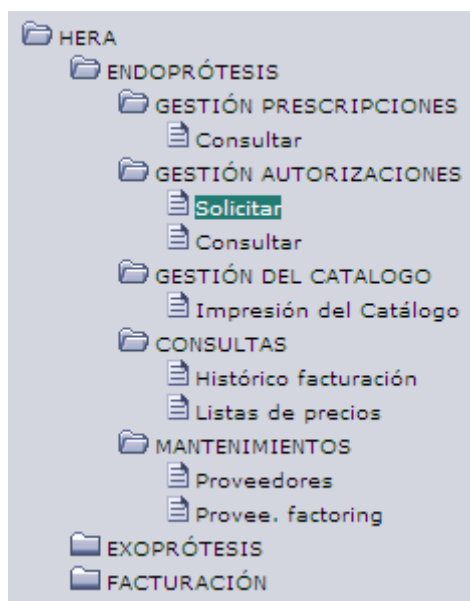 HERA
ENDOPRÓTESIS
GESTIÓN PRESCRIPCIONES
Consultar
GESTIÓN AUTORIZACIONES
Solicitar
Consultar
GESTIÓN DEL CATALOGO
Impresión del Catálogo
CONSULTAS
Histórico facturación
Listas de precios
MANTENIMIENTOS
Proveedores
Provee. factoring
EXOPRÓTESIS
FACTURACIÓN